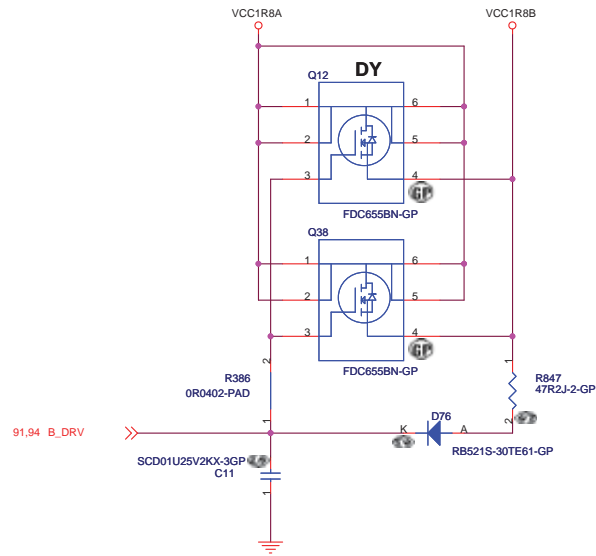 VCC1R8A VCC1R8B
DY
Q12
1 6
2 5
3 4
GP
FDC655BN-GP
Q38
1 6
2 5
3 4
GP
FDC655BN-GP
2 1
R386 R847
0R0402-PAD 47R2J-2-GP
1 2
91,94 B_DRV
D76
K A
RB521S-30TE61-GP
SCD01U25V2KX-3GP
2
C11
1